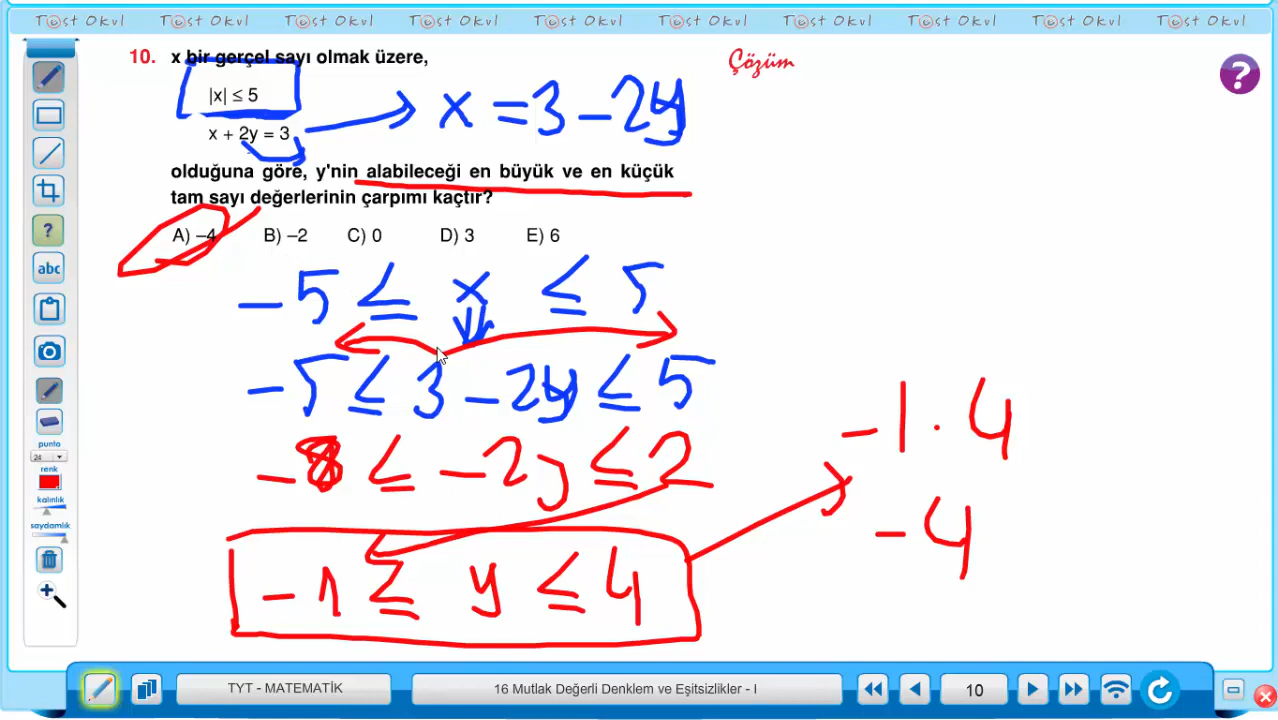 Test Okul Test Okul Test Okul Test Okul Test Okul Test Okul Test Okul Test Okul Test Okul Test Okul
10. x bir gerçel sayı olmak üzere,
Çözüm
|x| ≤ 5
x = 3 - 2y
x + 2y = 3
olduğuna göre, y'nin alabileceği en büyük ve en küçük
tam sayı değerlerinin çarpımı kaçtır?
A) –4 B) –2 C) 0 D) 3 E) 6
- 5 ≤ x ≤ 5
- 5 ≤ 3 - 2y ≤ 5
- 8 ≤ - 2y ≤ 2
- 1 ≤ y ≤ 4
- 1 . 4
- 4
?
?
abc
punto
24
renk
kalınlık
saydamlık
TYT - MATEMATİK
16 Mutlak Değerli Denklem ve Eşitsizlikler - I
10